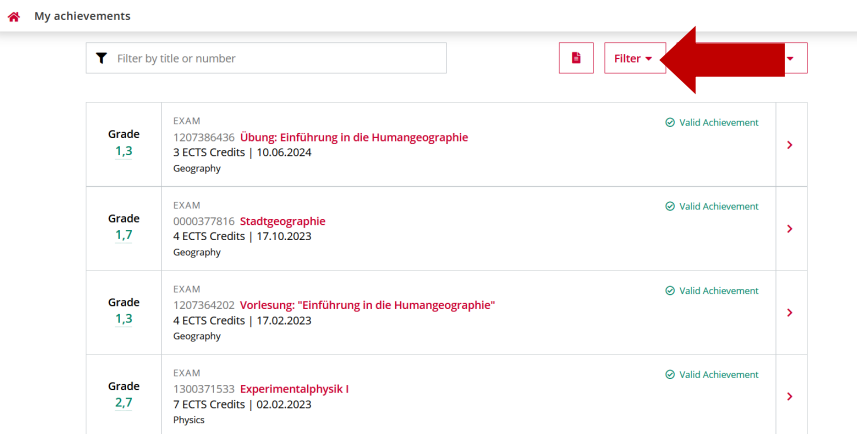 My achievements
Filter by title or number
Filter
EXAM
Valid Achievement
Grade
1207386436 Übung: Einführung in die Humangeographie
1,3
3 ECTS Credits | 10.06.2024
Geography
EXAM
Valid Achievement
Grade
0000377816 Stadtgeographie
1,7
4 ECTS Credits | 17.10.2023
Geography
EXAM
Valid Achievement
Grade
1207364202 Vorlesung: "Einführung in die Humangeographie"
1,3
4 ECTS Credits | 17.02.2023
Geography
EXAM
Valid Achievement
Grade
1300371533 Experimentalphysik I
2,7
7 ECTS Credits | 02.02.2023
Physics